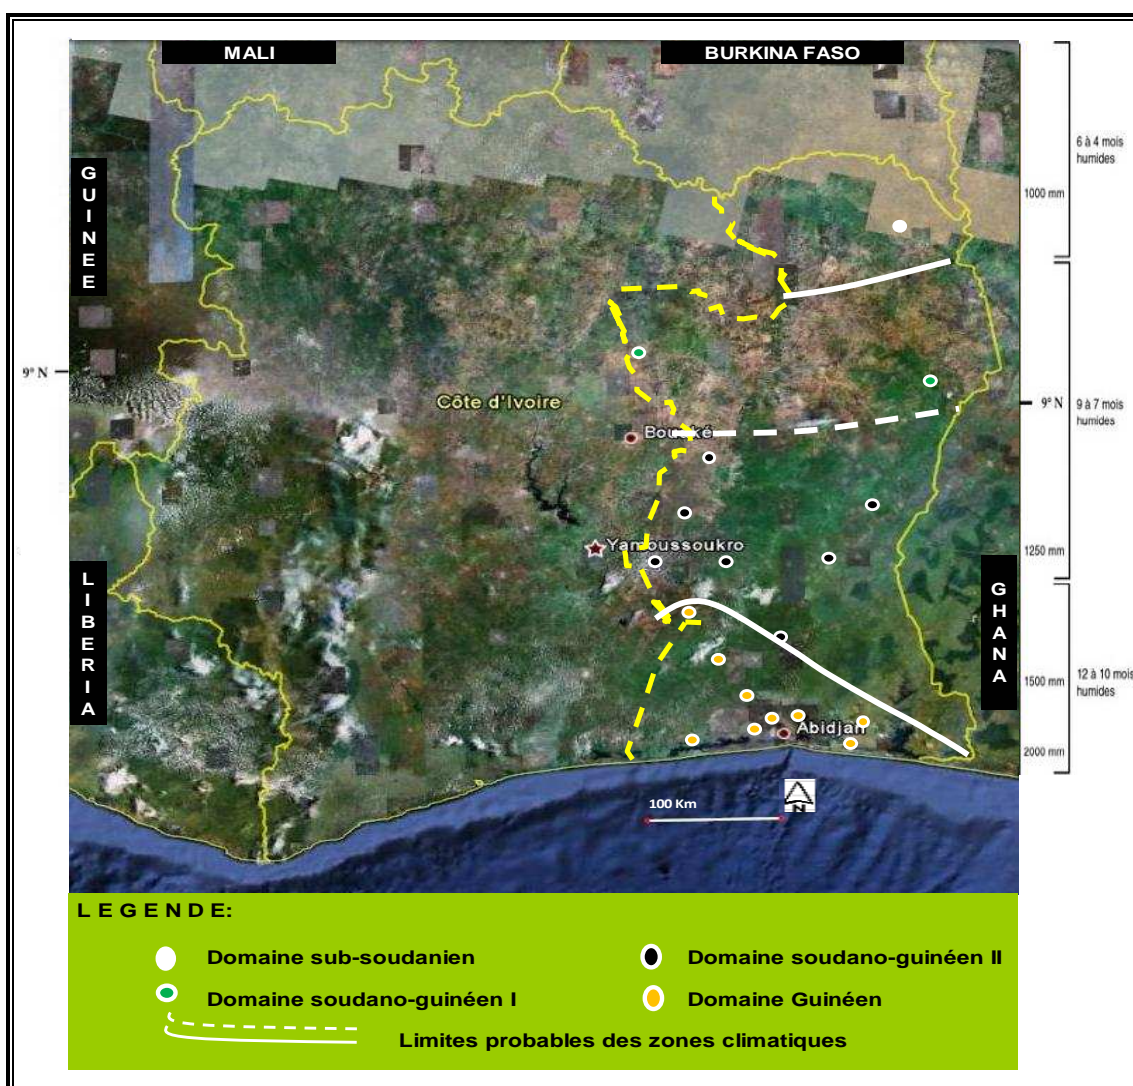 MALI
BURKINA FASO
GUINEE
6 à 4 mois
humides
1000 mm
9° N
Côte d'Ivoire
9° N
9 à 7 mois
humides
Bouaké
Yamoussoukro
1250 mm
LIBERIA
GHANA
12 à 10 mois
humides
1500 mm
Abidjan
2000 mm
100 Km
N
LEGENDE:
Domaine sub-soudanien
Domaine soudano-guinéen II
Domaine soudano-guinéen I
Domaine Guinéen
Limites probables des zones climatiques